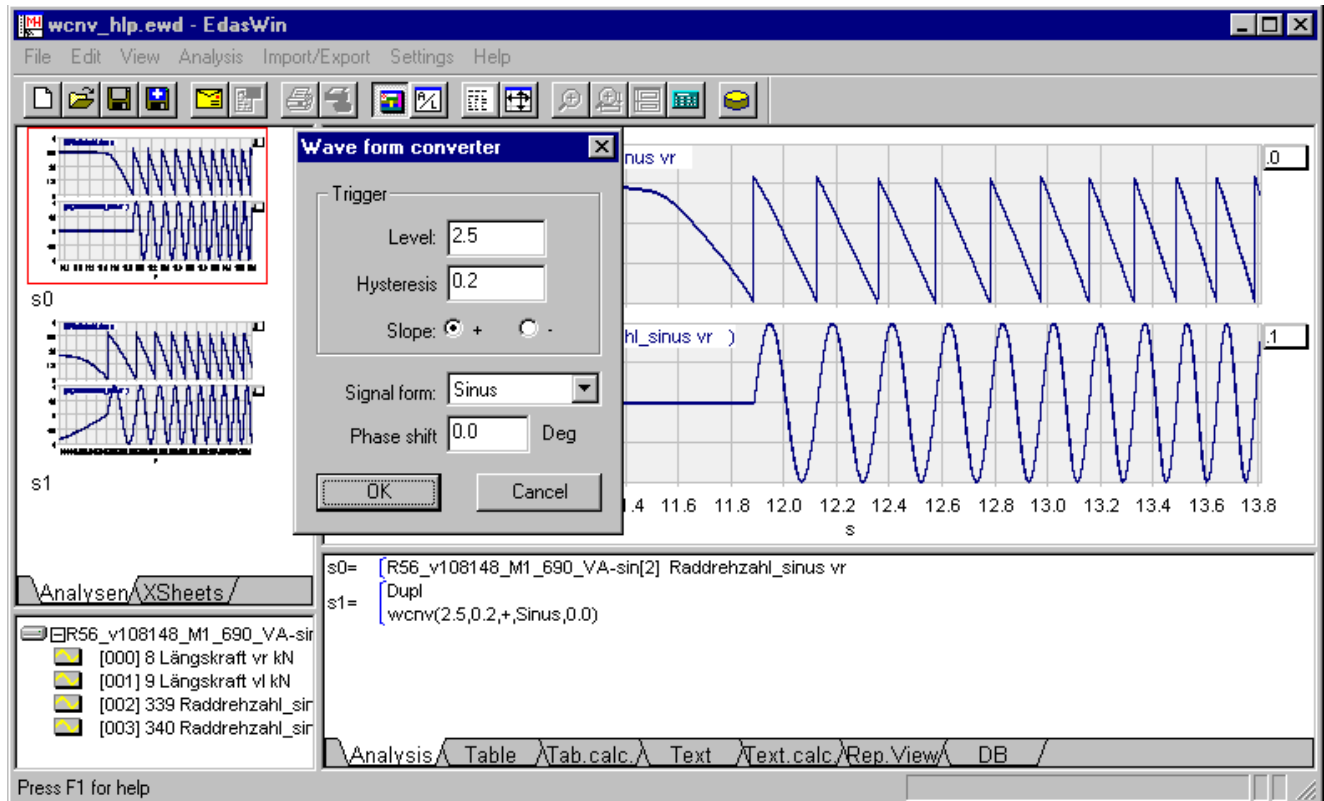 wcnv_hlp.ewd - EdasWin
File Edit View Analysis Import/Export Settings Help
s0
s1
Analysen XSheets
R56_v108148_M1_690_VA-sin
[000] 8 Längskraft vr kN
[001] 9 Längskraft vl kN
[002] 339 Raddrehzahl_sin
[003] 340 Raddrehzahl_sin
Wave form converter
Trigger
Level: 2.5
Hysteresis 0.2
Slope: + -
Signal form: Sinus
Phase shift 0.0 Deg
OK Cancel
nus vr
.0
hl_sinus vr )
.1
.4 11.6 11.8 12.0 12.2 12.4 12.6 12.8 13.0 13.2 13.4 13.6 13.8
s
s0= R56_v108148_M1_690_VA-sin[2] Raddrehzahl_sinus vr
s1= Dupl
wcnv(2.5,0.2,+,Sinus,0.0)
Analysis Table Tab.calc. Text Text.calc. Rep.View DB
Press F1 for help